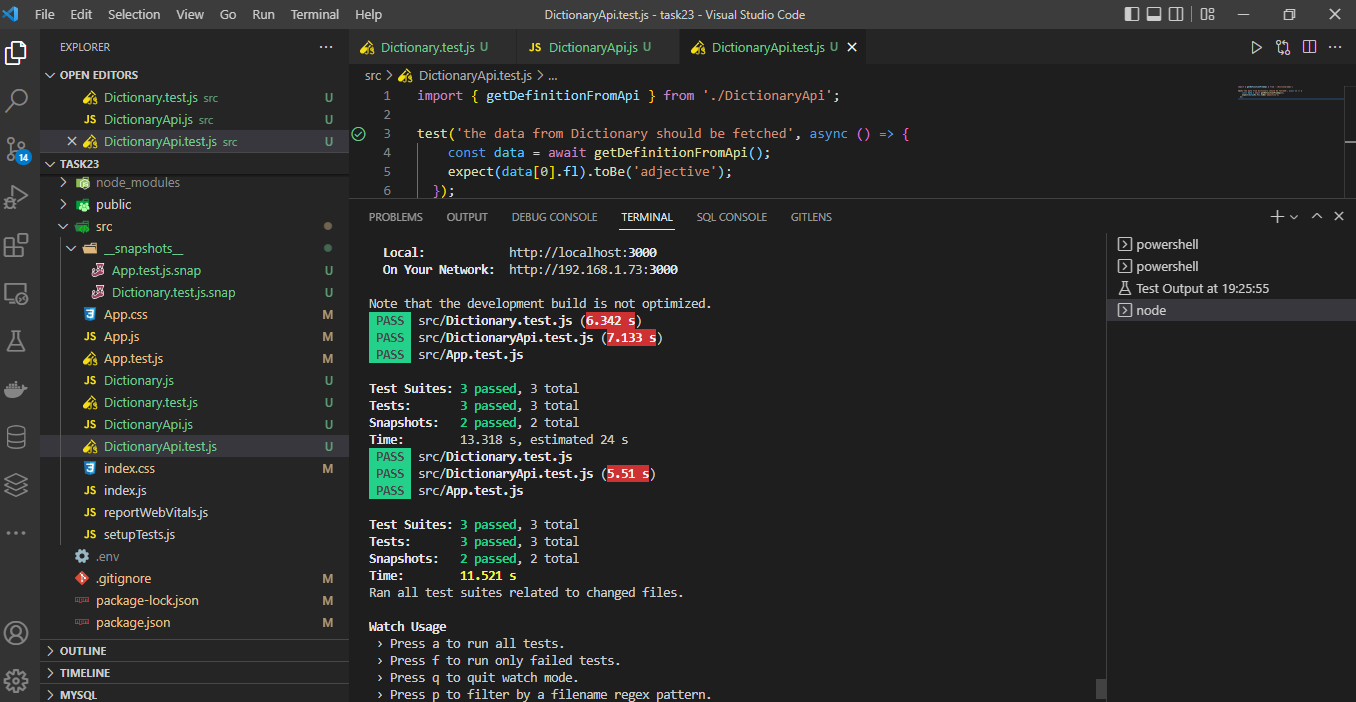 File Edit Selection View Go Run Terminal Help DictionaryApi.test.js - task23 - Visual Studio Code
EXPLORER
OPEN EDITORS
Dictionary.test.js src U
DictionaryApi.js src U
DictionaryApi.test.js src U
14
TASK23
node_modules
public
src
__snapshots__
App.test.js.snap U
Dictionary.test.js.snap U
App.css M
JS App.js M
App.test.js M
JS Dictionary.js U
Dictionary.test.js U
JS DictionaryApi.js U
DictionaryApi.test.js U
index.css M
JS index.js
JS reportWebVitals.js
JS setupTests.js
.env
.gitignore M
package-lock.json M
package.json M
OUTLINE
TIMELINE
MYSQL
Dictionary.test.js U JS DictionaryApi.js U DictionaryApi.test.js U
src > DictionaryApi.test.js > ...
1 import { getDefinitionFromApi } from './DictionaryApi';
2
3 test('the data from Dictionary should be fetched', async () => {
4 const data = await getDefinitionFromApi();
5 expect(data[0].fl).toBe('adjective');
6 });
PROBLEMS OUTPUT DEBUG CONSOLE TERMINAL SQL CONSOLE GITLENS
Local: http://localhost:3000
On Your Network: http://192.168.1.73:3000
Note that the development build is not optimized.
PASS src/Dictionary.test.js (6.342 s)
PASS src/DictionaryApi.test.js (7.133 s)
PASS src/App.test.js
Test Suites: 3 passed, 3 total
Tests: 3 passed, 3 total
Snapshots: 2 passed, 2 total
Time: 13.318 s, estimated 24 s
PASS src/Dictionary.test.js
PASS src/DictionaryApi.test.js (5.51 s)
PASS src/App.test.js
Test Suites: 3 passed, 3 total
Tests: 3 passed, 3 total
Snapshots: 2 passed, 2 total
Time: 11.521 s
Ran all test suites related to changed files.
Watch Usage
› Press a to run all tests.
› Press f to run only failed tests.
› Press q to quit watch mode.
› Press p to filter by a filename regex pattern.
powershell
powershell
Test Output at 19:25:55
node